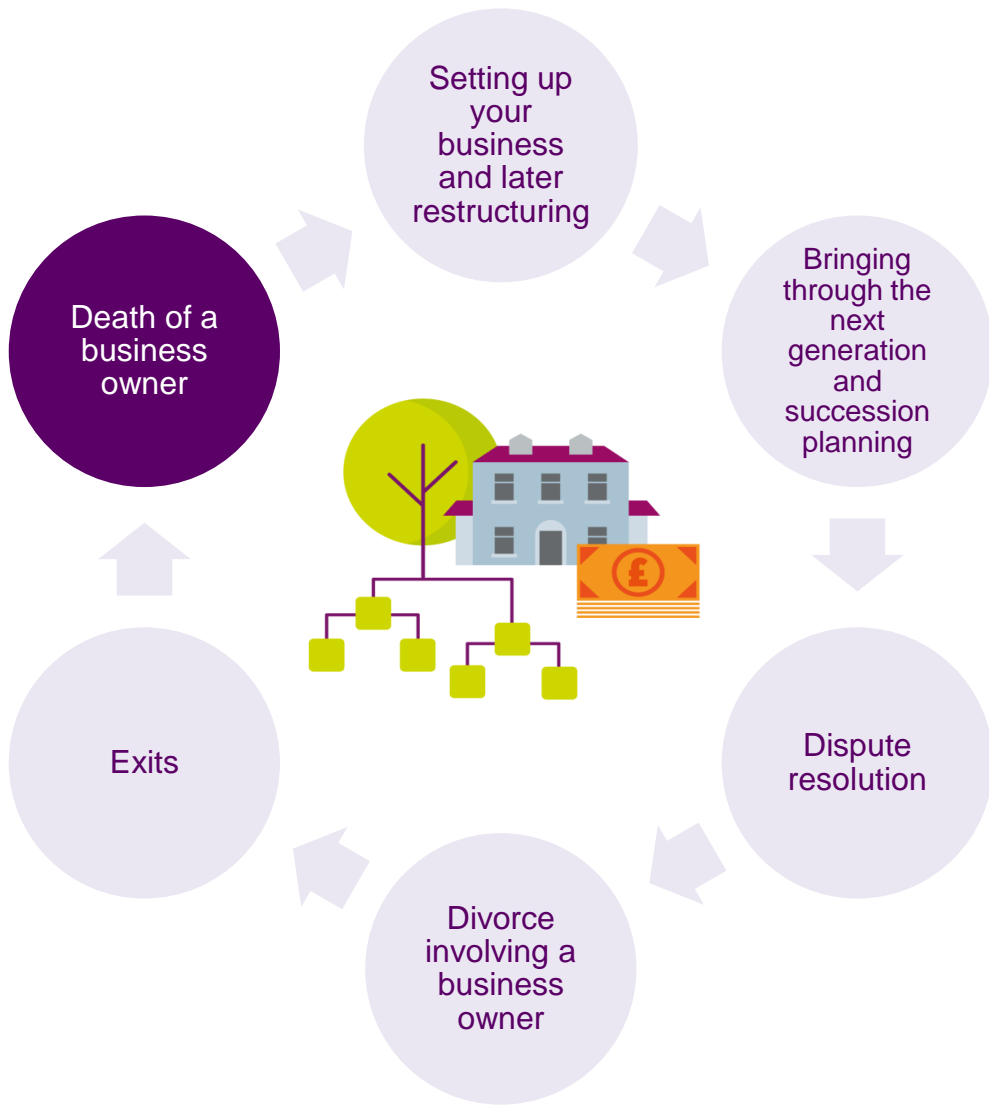 Setting up
your
business
and later
restructuring
Bringing
through the
next
generation
and
succession
planning
Dispute
resolution
Divorce
involving a
business
owner
Exits
Death of a
business
owner
£